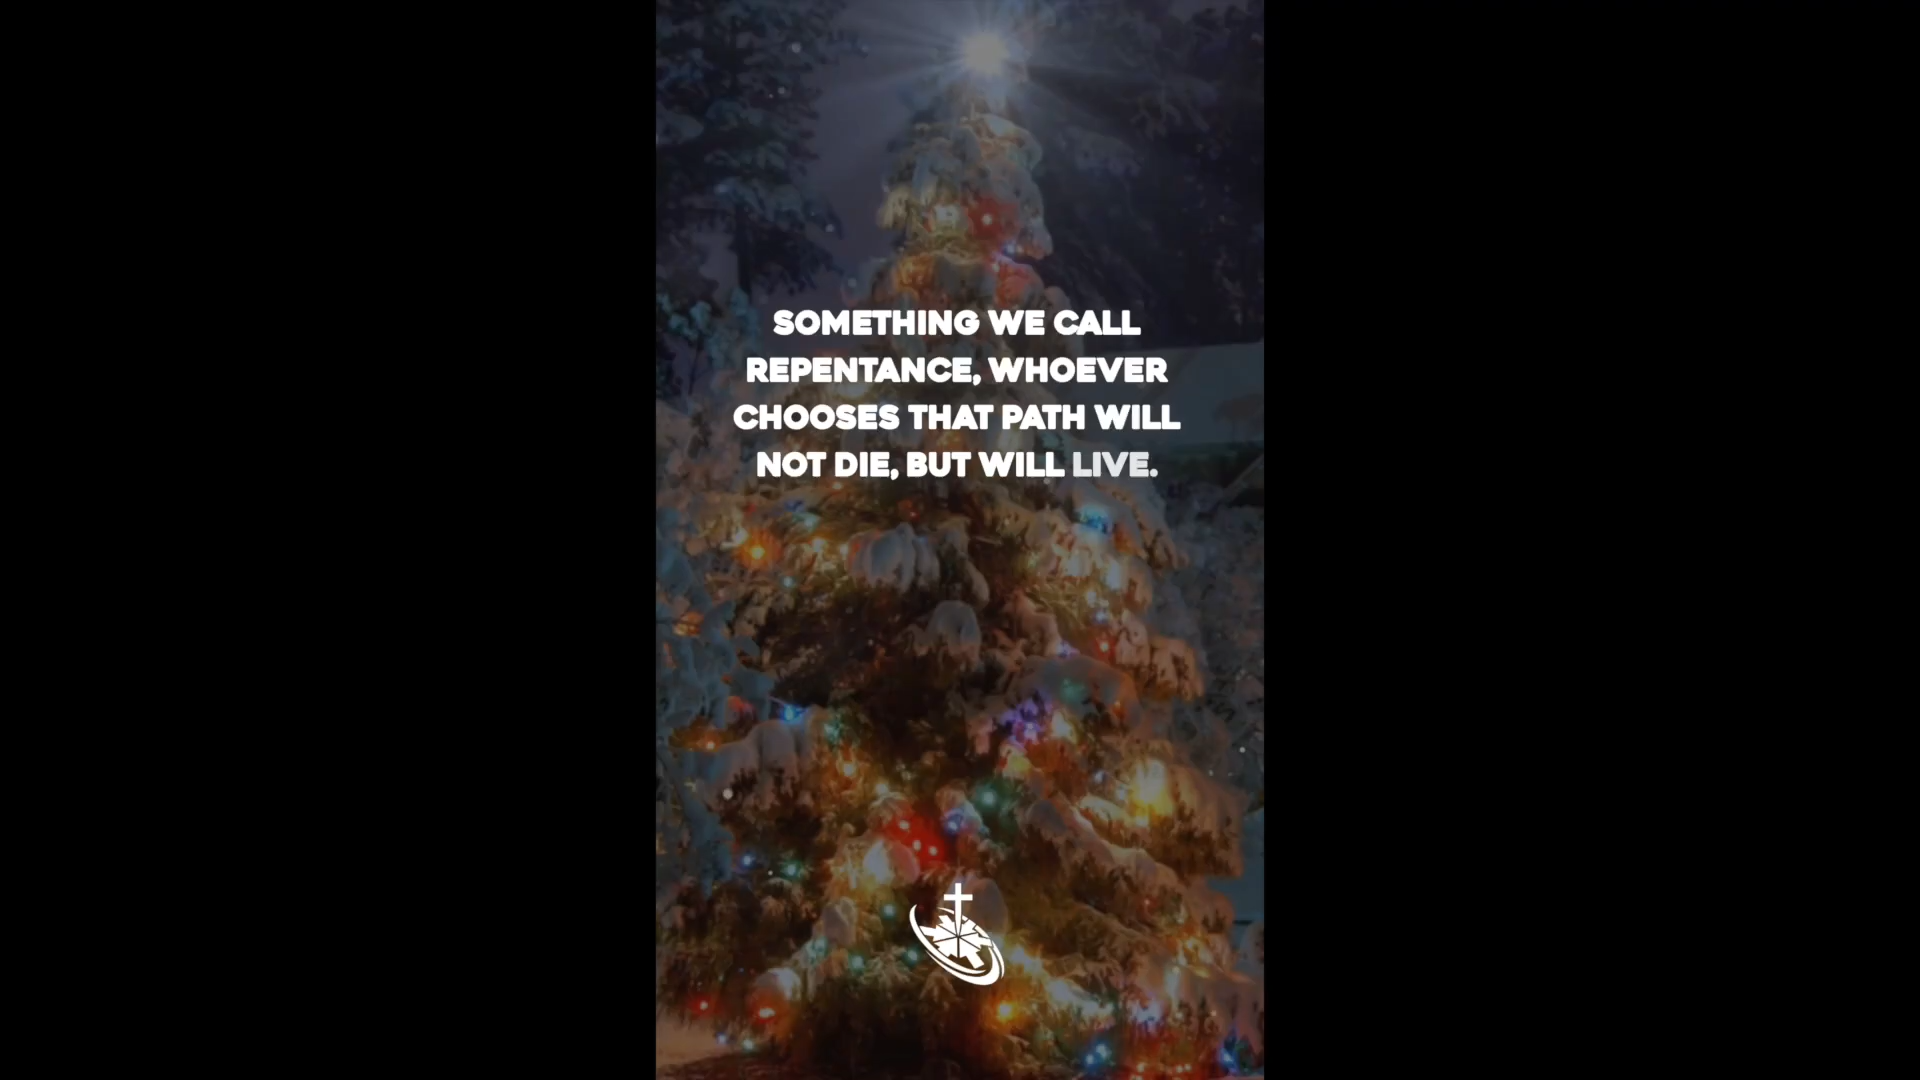 SOMETHING WE CALL
REPENTANCE, WHOEVER
CHOOSES THAT PATH WILL
NOT DIE, BUT WILL LIVE.